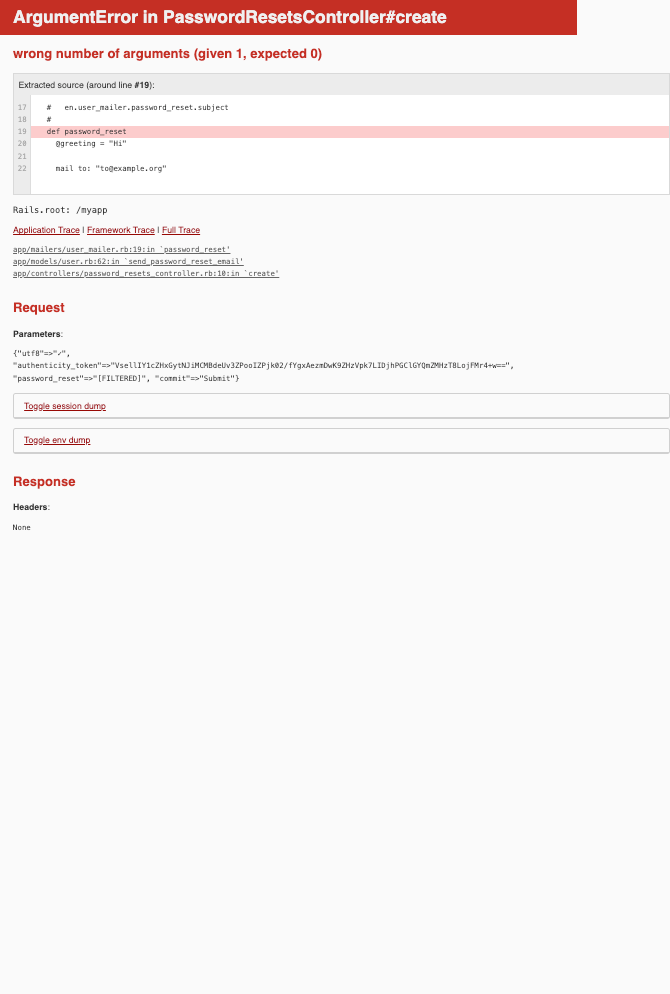 ArgumentError in PasswordResetsController#create
wrong number of arguments (given 1, expected 0)
Extracted source (around line #19):
17 #   en.user_mailer.password_reset.subject
18 #
19 def password_reset
20   @greeting = "Hi"
21
22   mail to: "to@example.org"
Rails.root: /myapp
Application Trace | Framework Trace | Full Trace
app/mailers/user_mailer.rb:19:in `password_reset'
app/models/user.rb:62:in `send_password_reset_email'
app/controllers/password_resets_controller.rb:10:in `create'
Request
Parameters:
{"utf8"=>"✓",
"authenticity_token"=>"VsellIY1cZHxGytNJiMCMBdeUv3ZPooIZPjk02/fYgxAezmDwK9ZHzVpk7LIDjhPGClGYQmZMHzT8LojFMr4+w==",
"password_reset"=>"[FILTERED]", "commit"=>"Submit"}
Toggle session dump
Toggle env dump
Response
Headers:
None